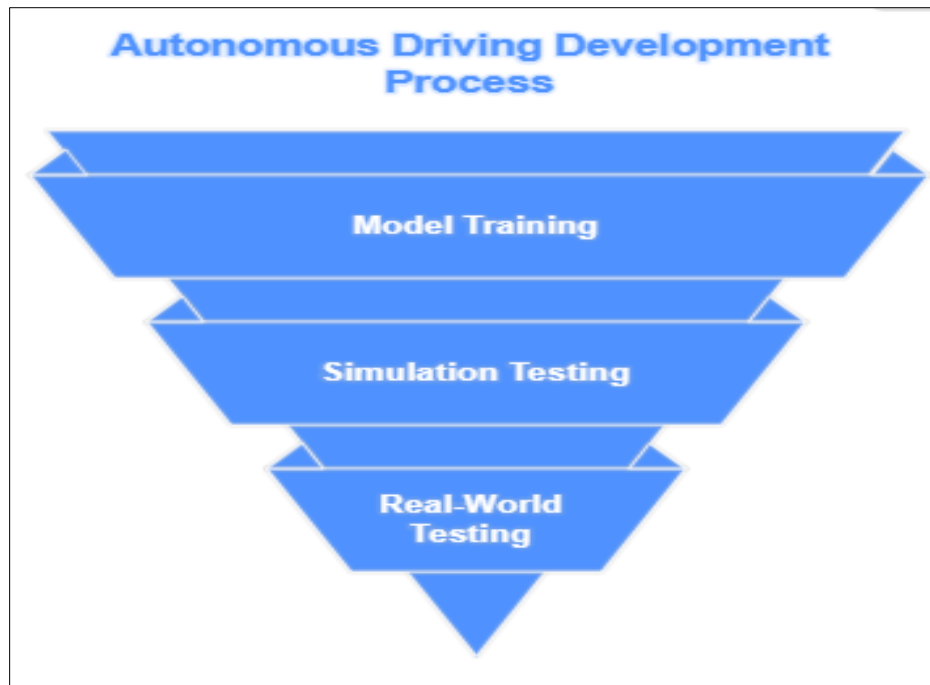 Autonomous Driving Development
Process
Model Training
Simulation Testing
Real-World
Testing